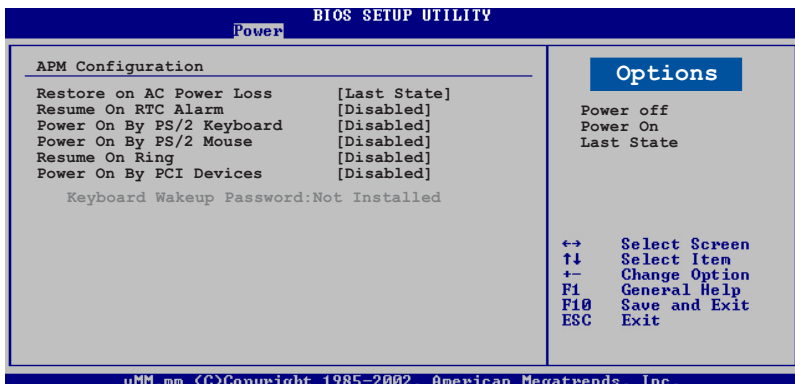 BIOS SETUP UTILITY
Power
APM Configuration
Restore on AC Power Loss [Last State]
Resume On RTC Alarm [Disabled]
Power On By PS/2 Keyboard [Disabled]
Power On By PS/2 Mouse [Disabled]
Resume On Ring [Disabled]
Power On By PCI Devices [Disabled]
Keyboard Wakeup Password:Not Installed
Options
Power off
Power On
Last State
←→ Select Screen
↑↓ Select Item
+- Change Option
F1 General Help
F10 Save and Exit
ESC Exit
vMM.mm (C)Copyright 1985-2002, American Megatrends, Inc.